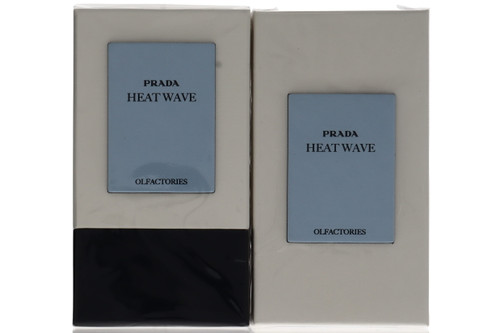 PRADA
HEAT WAVE
OLFACTORIES
PRADA
HEAT WAVE
OLFACTORIES